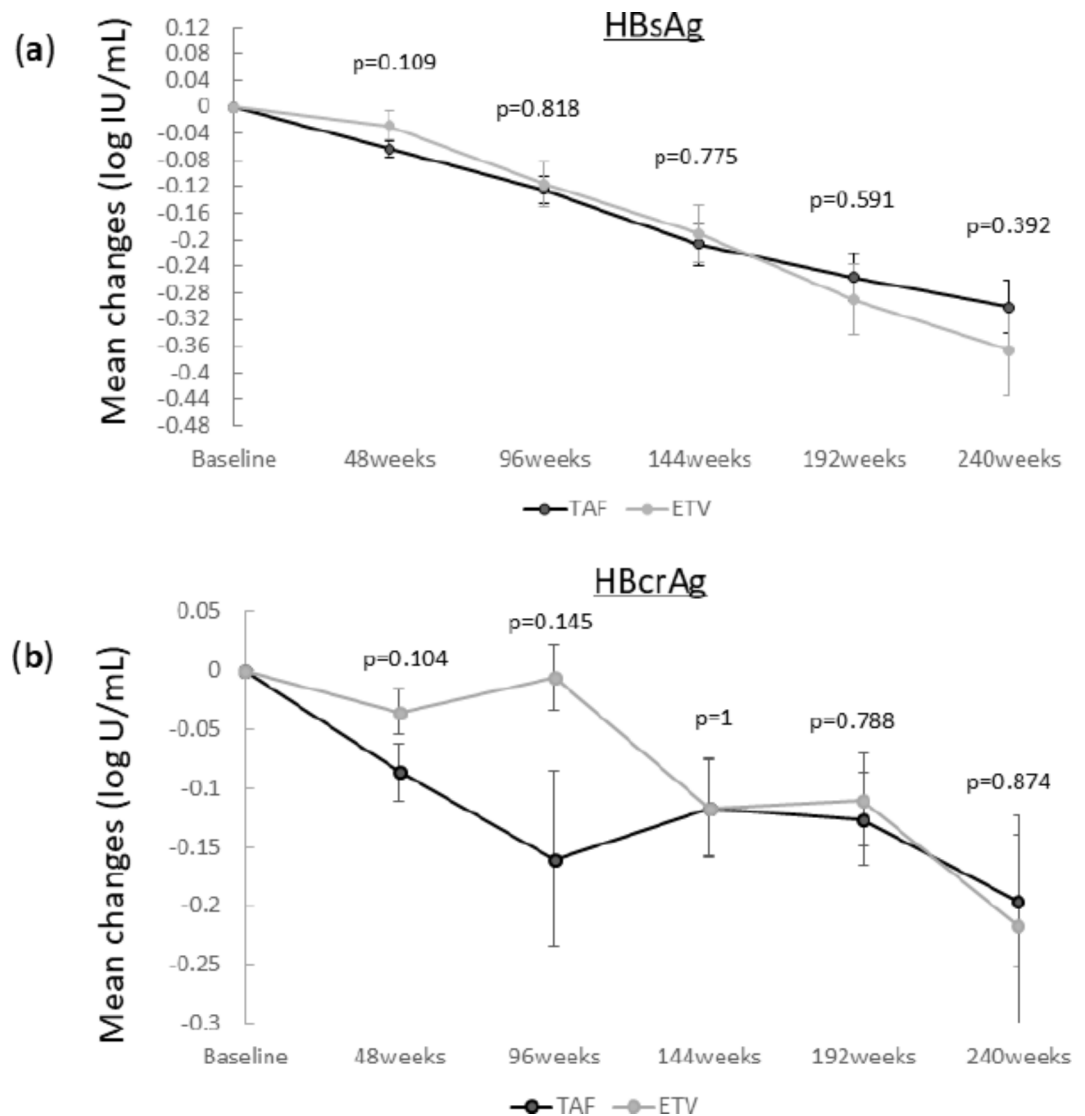 (a)
HBsAg
Mean changes (log IU/mL)
0.12
0.08
0.04
0
-0.04
-0.08
-0.12
-0.16
-0.2
-0.24
-0.28
-0.32
-0.36
-0.4
-0.44
-0.48
p=0.109
p=0.818
p=0.775
p=0.591
p=0.392
Baseline 48weeks 96weeks 144weeks 192weeks 240weeks
TAF ETV
(b)
HBcrAg
Mean changes (log U/mL)
0.05
0
-0.05
-0.1
-0.15
-0.2
-0.25
-0.3
p=0.104
p=0.145
p=1
p=0.788
p=0.874
Baseline 48weeks 96weeks 144weeks 192weeks 240weeks
TAF ETV